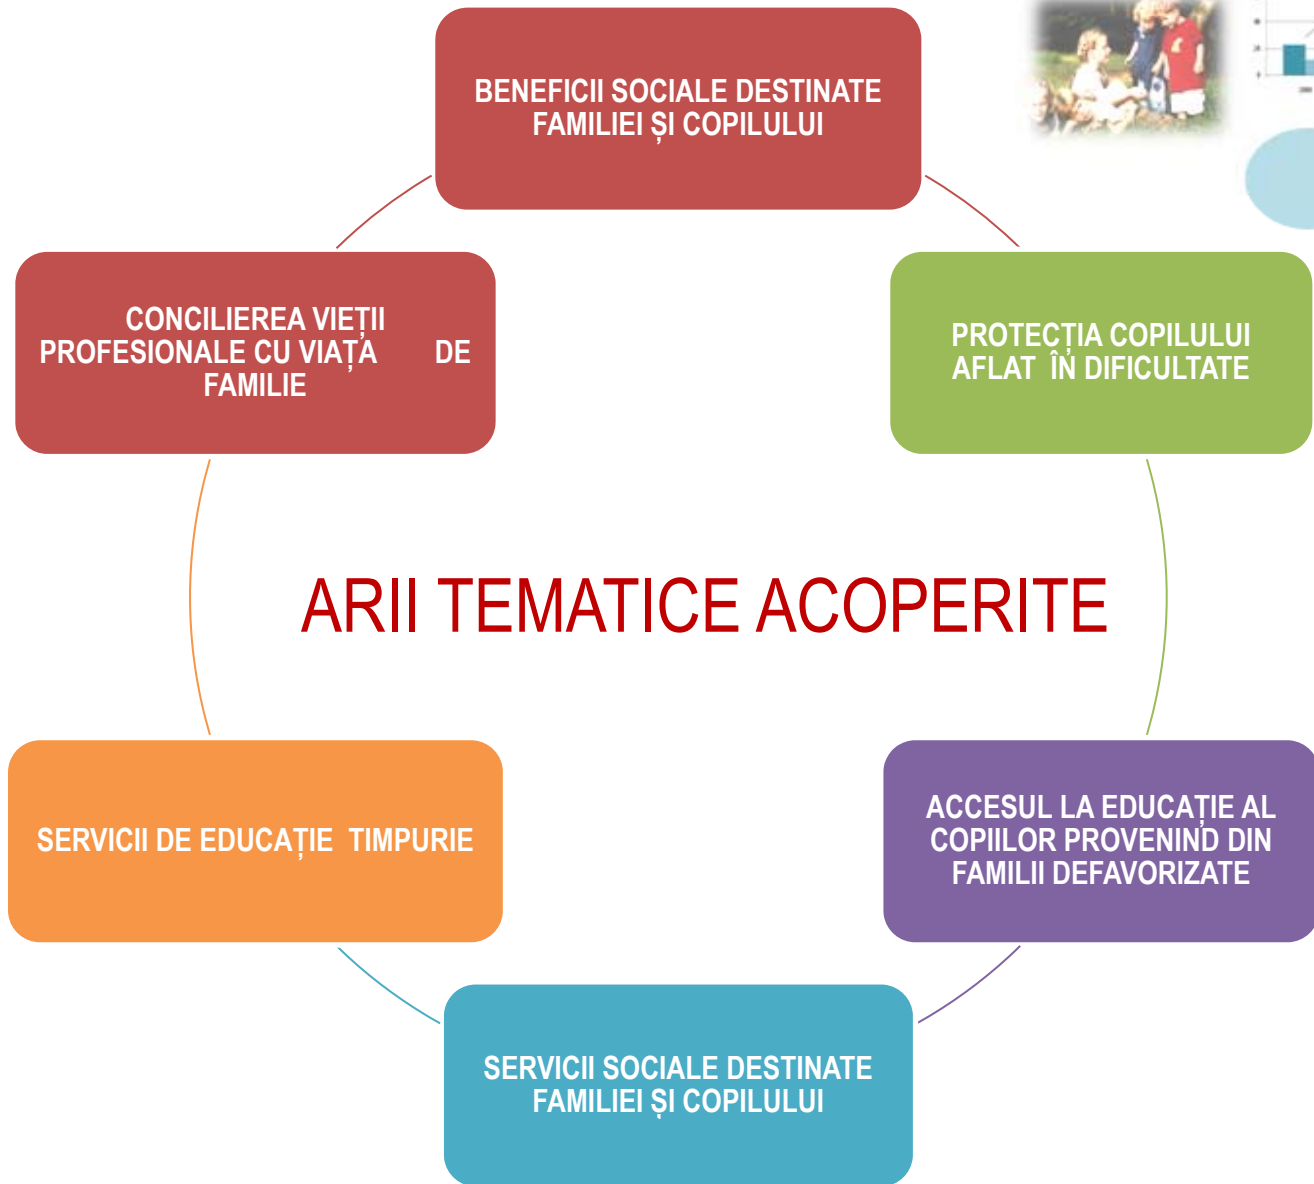 BENEFICII SOCIALE DESTINATE
FAMILIEI ȘI COPILULUI
PROTECȚIA COPILULUI
AFLAT ÎN DIFICULTATE
ACCESUL LA EDUCAȚIE AL
COPIILOR PROVENIND DIN
FAMILII DEFAVORIZATE
SERVICII SOCIALE DESTINATE
FAMILIEI ȘI COPILULUI
SERVICII DE EDUCAȚIE TIMPURIE
CONCILIEREA VIEȚII
PROFESIONALE CU VIAȚA DE
FAMILIE
ARII TEMATICE ACOPERITE